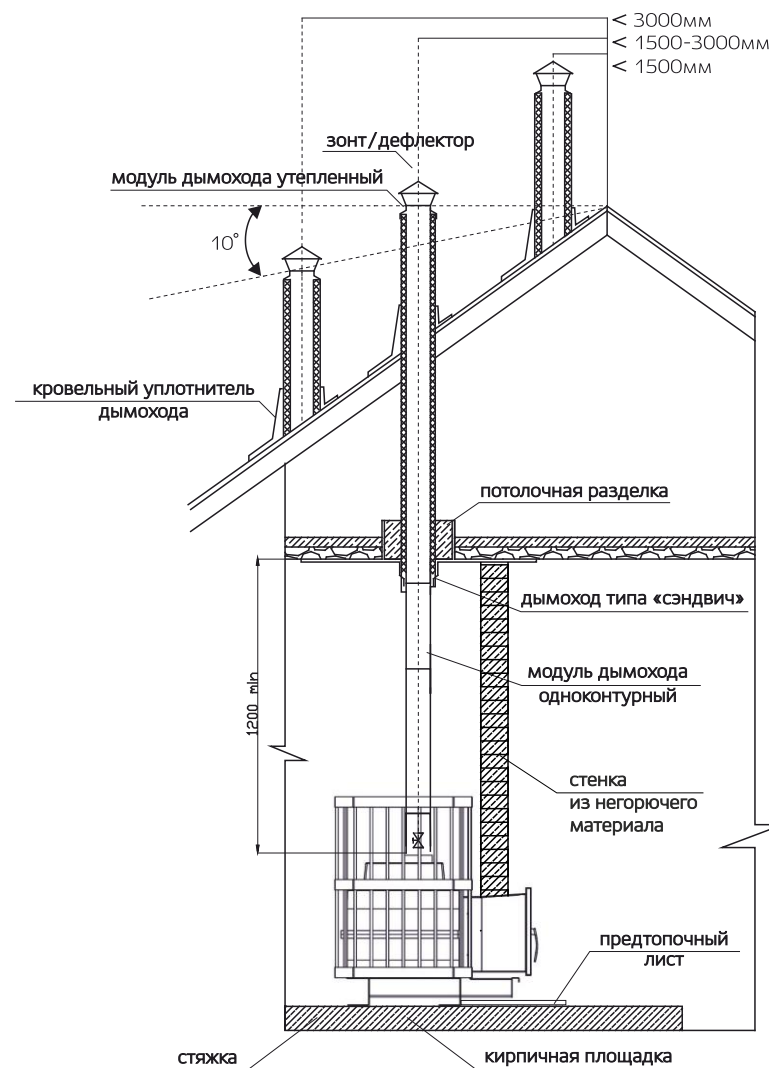 < 3000мм
< 1500-3000мм
< 1500мм
зонт/дефлектор
модуль дымохода утепленный
10°
кровельный уплотнитель
дымохода
потолочная разделка
дымоход типа «сэндвич»
модуль дымохода
одноконтурный
1200 min
стенка
из негорючего
материала
предтопочный
лист
стяжка
кирпичная площадка